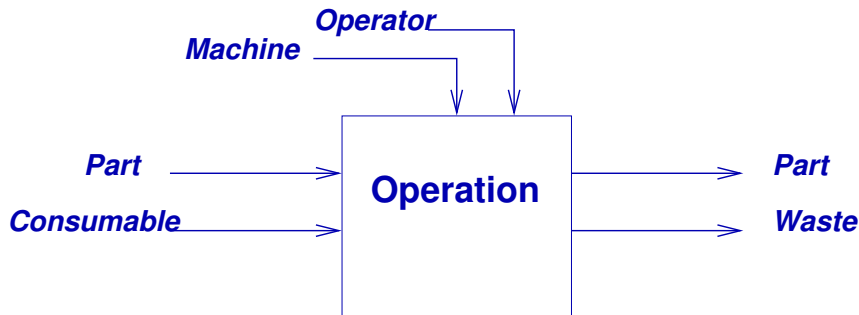 Operator
Machine
Part
Operation
Part
Consumable
Waste